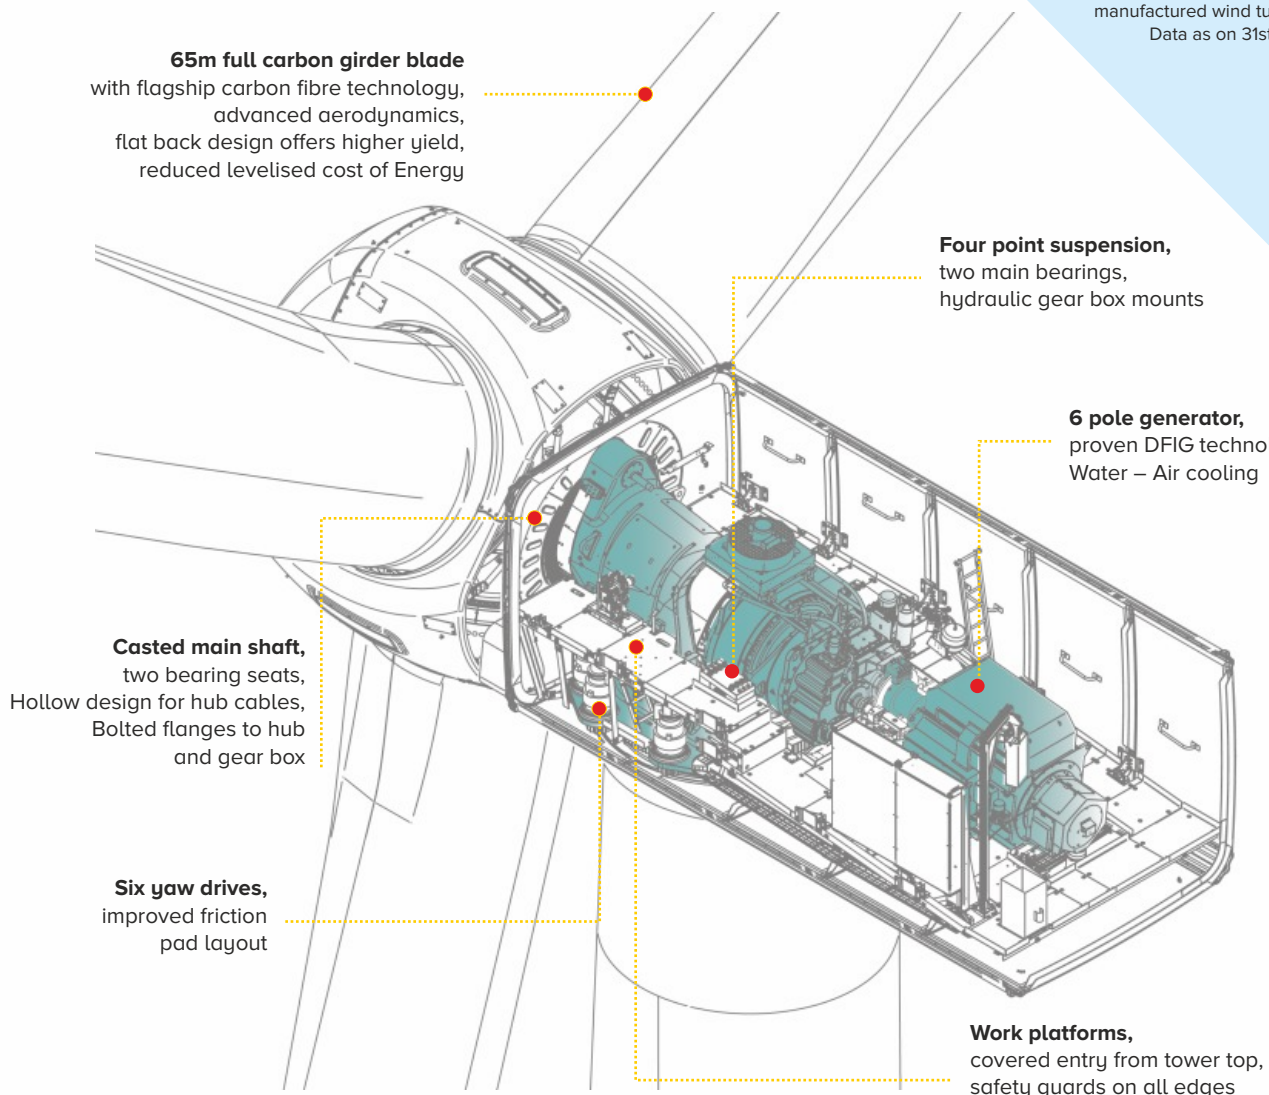 manufactured wind
Data as on 31st
65m full carbon girder blade
with flagship carbon fibre technology,
advanced aerodynamics,
flat back design offers higher yield,
reduced levelised cost of Energy
Four point suspension,
two main bearings,
hydraulic gear box mounts
6 pole generator,
proven DFIG
Water – Air cooling
Casted main shaft,
two bearing seats,
Hollow design for hub cables,
Bolted flanges to hub
and gear box
Six yaw drives,
improved friction
pad layout
Work platforms,
covered entry from tower top,
safety guards on all edges